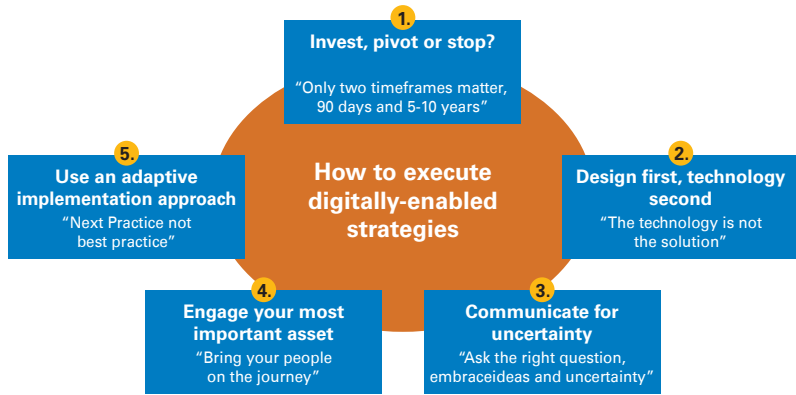 1.
Invest, pivot or stop?
“Only two timeframes matter,
90 days and 5-10 years”
How to execute
digitally-enabled
strategies
2.
Design first, technology
second
“The technology is not
the solution”
3.
Communicate for
uncertainty
“Ask the right question,
embraceideas and uncertainty”
4.
Engage your most
important asset
“Bring your people
on the journey”
5.
Use an adaptive
implementation approach
“Next Practice not
best practice”